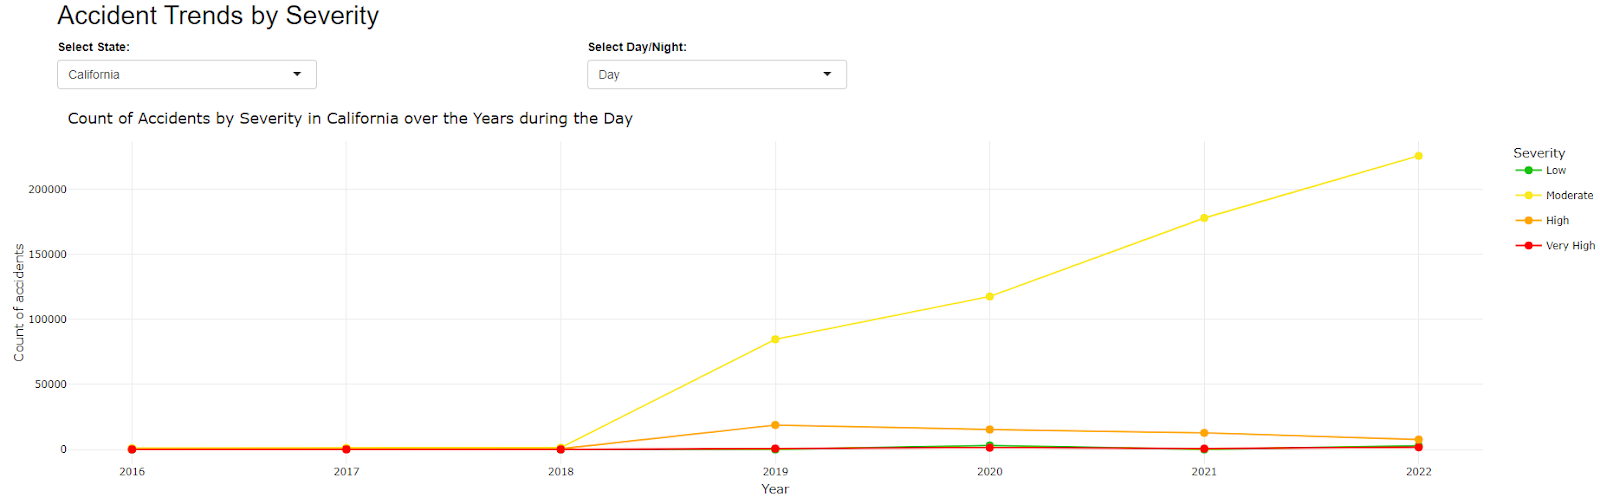 Accident Trends by Severity
Select State:
Select Day/Night:
California
Day
Count of Accidents by Severity in California over the Years during the Day
Severity
Low
Moderate
High
Very High
Count of accidents
200000
150000
100000
50000
0
2016
2017
2018
2019
2020
2021
2022
Year